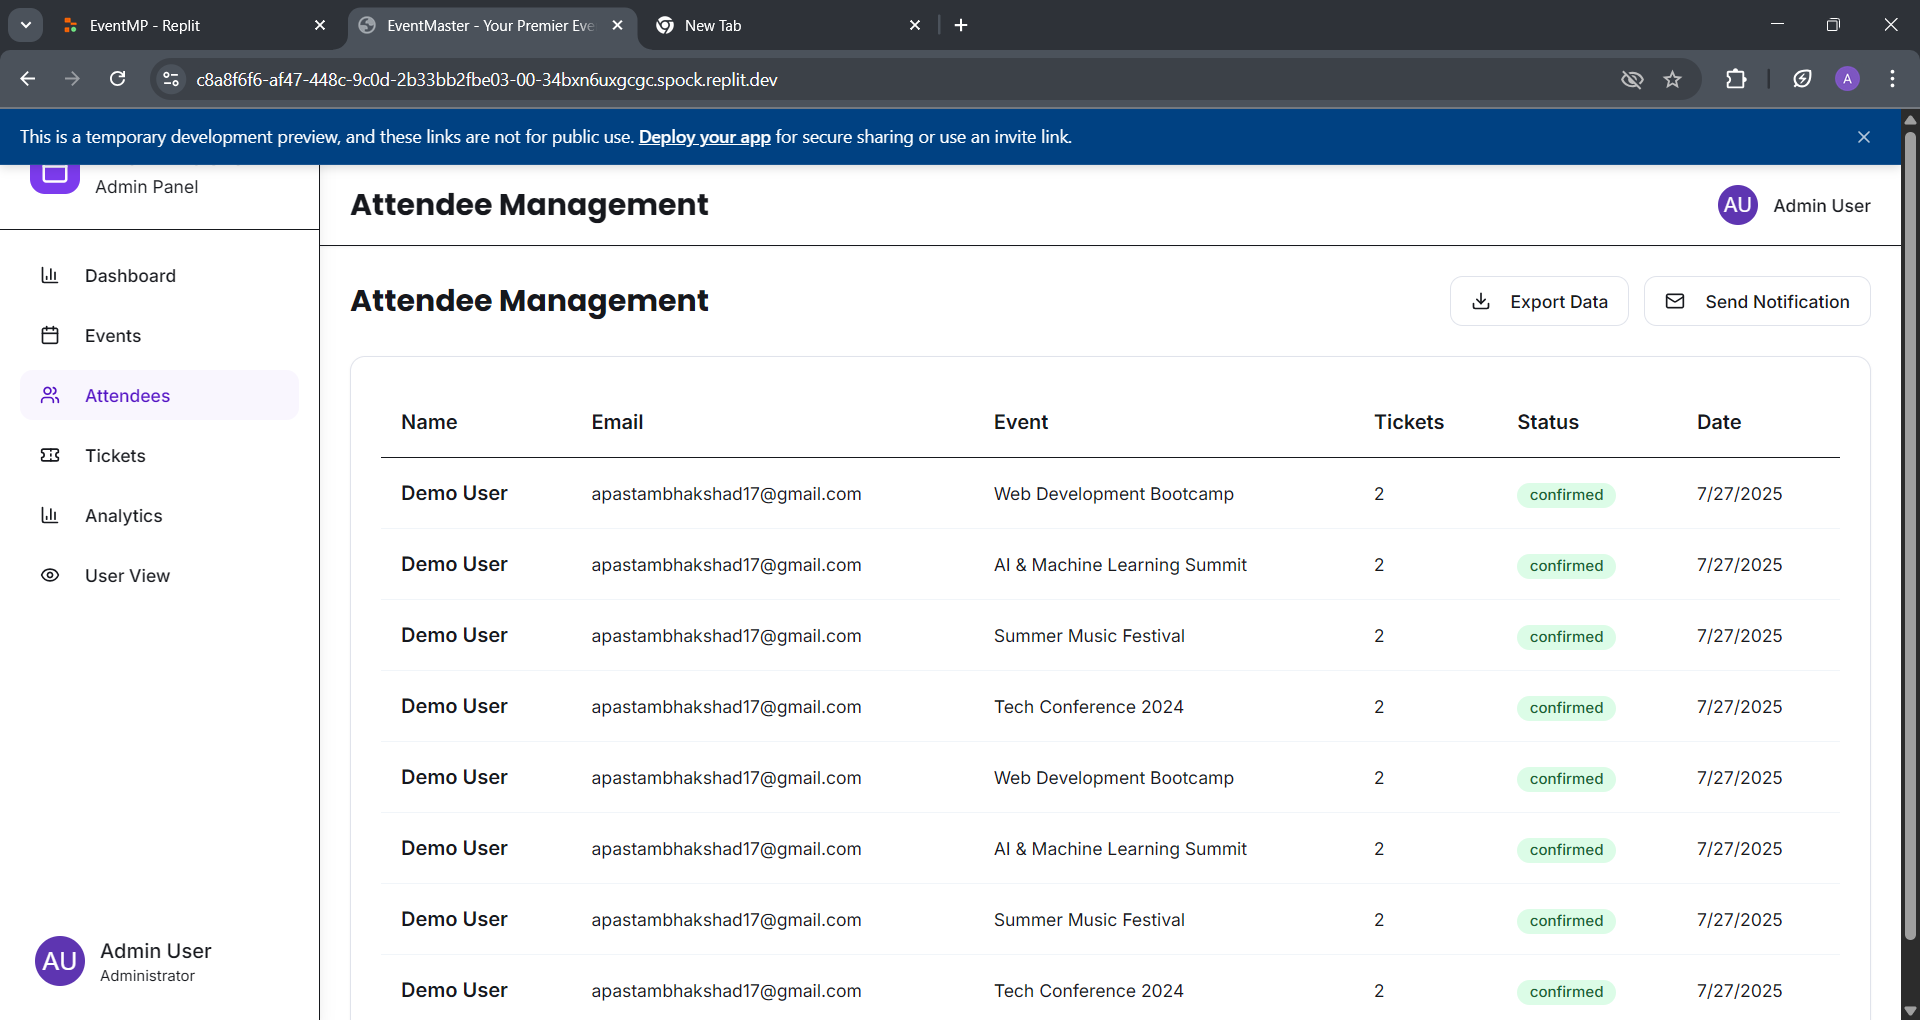 EventMP - Replit
EventMaster - Your Premier Eve
New Tab
c8a8f6f6-af47-448c-9c0d-2b33bb2fbe03-00-34bxn6uxgcgc.spock.replit.dev
A
This is a temporary development preview, and these links are not for public use. Deploy your app for secure sharing or use an invite link.
Admin Panel
Attendee Management
AU Admin User
Dashboard
Events
Attendees
Tickets
Analytics
User View
Attendee Management
Export Data
Send Notification
Name Email Event Tickets Status Date
Demo User apastambhakshad17@gmail.com Web Development Bootcamp 2 confirmed 7/27/2025
Demo User apastambhakshad17@gmail.com AI & Machine Learning Summit 2 confirmed 7/27/2025
Demo User apastambhakshad17@gmail.com Summer Music Festival 2 confirmed 7/27/2025
Demo User apastambhakshad17@gmail.com Tech Conference 2024 2 confirmed 7/27/2025
Demo User apastambhakshad17@gmail.com Web Development Bootcamp 2 confirmed 7/27/2025
Demo User apastambhakshad17@gmail.com AI & Machine Learning Summit 2 confirmed 7/27/2025
Demo User apastambhakshad17@gmail.com Summer Music Festival 2 confirmed 7/27/2025
Demo User apastambhakshad17@gmail.com Tech Conference 2024 2 confirmed 7/27/2025
AU Admin User
Administrator